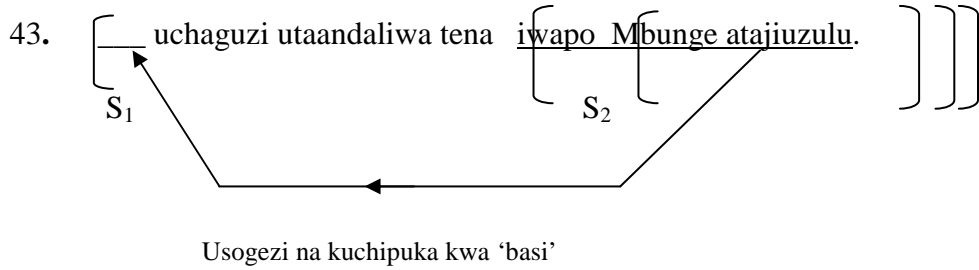 43. ___ uchaguzi utaandaliwa tena iwapo Mbunge atajiuzulu.
S1 S2
Usogezi na kuchipuka kwa ‘basi’